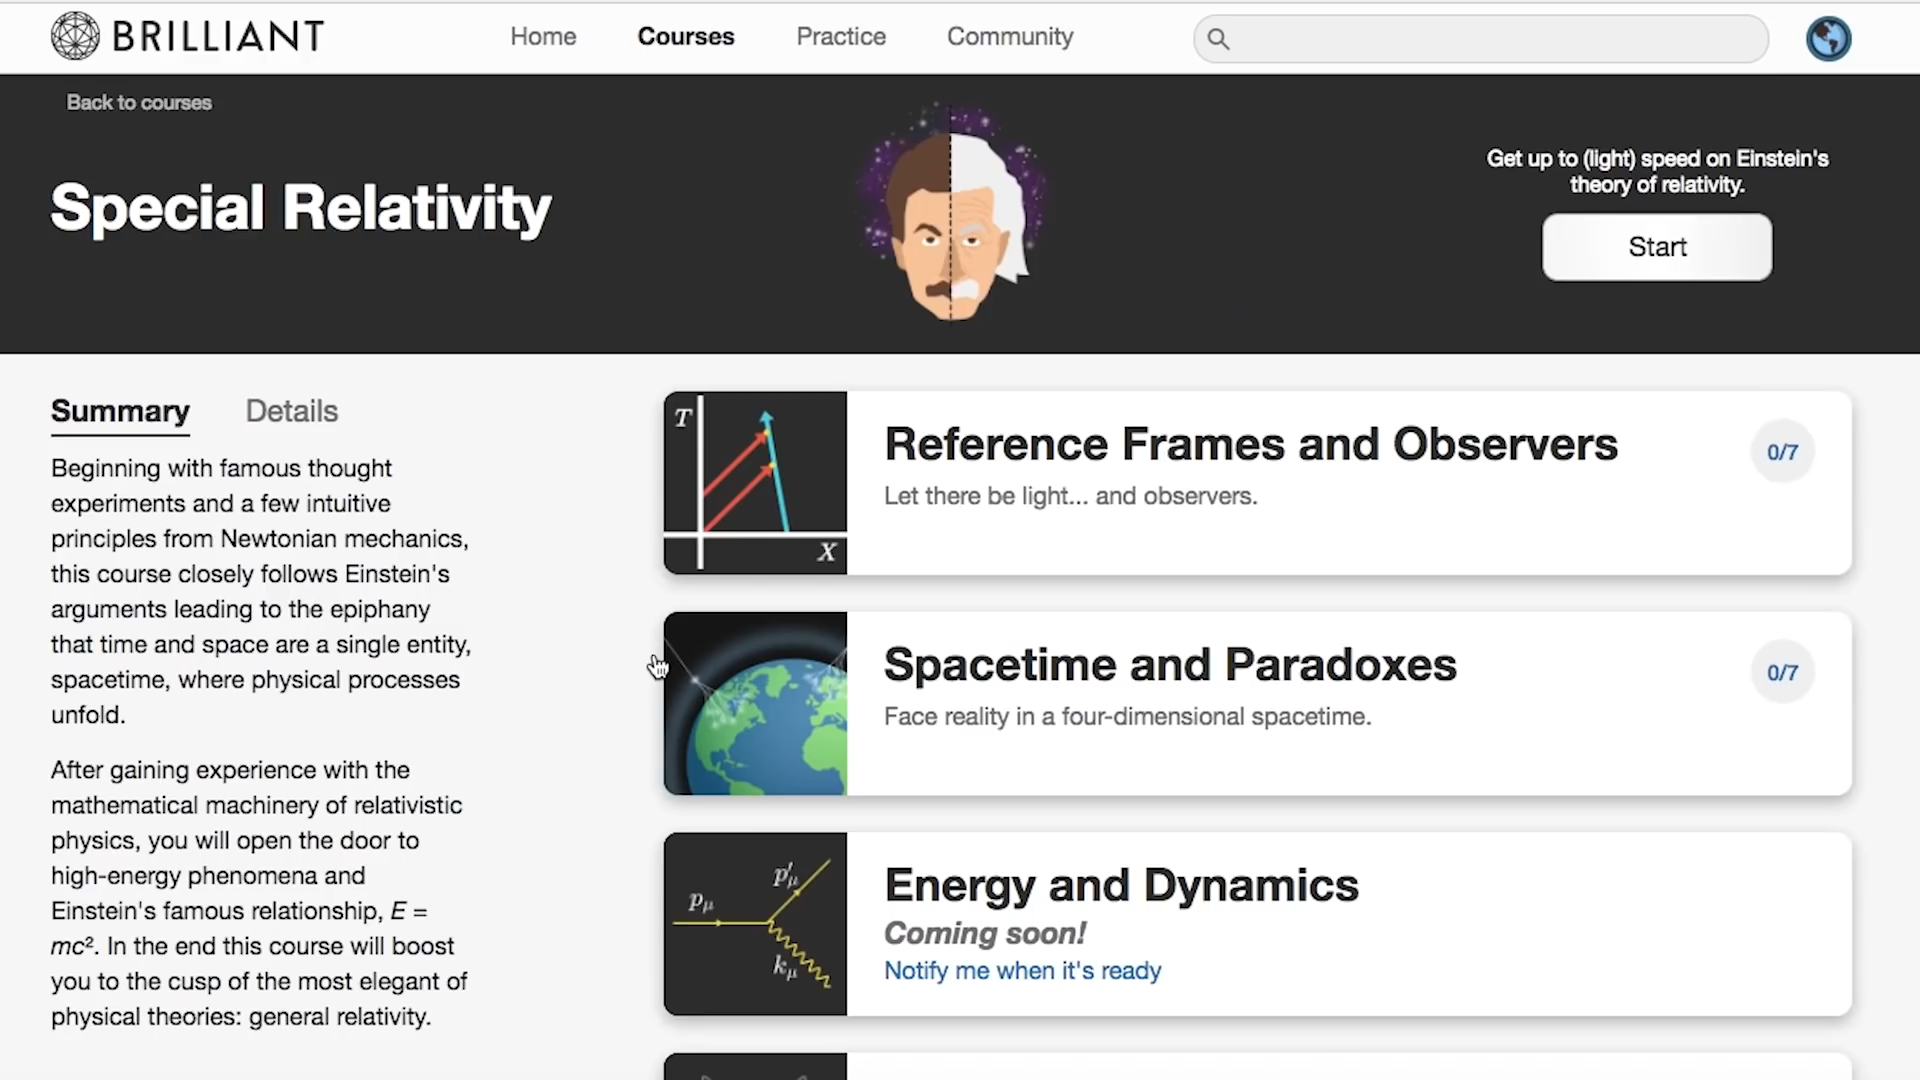 BRILLIANT
Home
Courses
Practice
Community
Back to courses
Special Relativity
Get up to (light) speed on Einstein's
theory of relativity.
Start
Summary
Details
Beginning with famous thought
experiments and a few intuitive
principles from Newtonian mechanics,
this course closely follows Einstein's
arguments leading to the epiphany
that time and space are a single entity,
spacetime, where physical processes
unfold.
After gaining experience with the
mathematical machinery of relativistic
physics, you will open the door to
high-energy phenomena and
Einstein's famous relationship, E =
mc². In the end this course will boost
you to the cusp of the most elegant of
physical theories: general relativity.
T
X
Reference Frames and Observers
Let there be light... and observers.
0/7
Spacetime and Paradoxes
Face reality in a four-dimensional spacetime.
0/7
p'μ
pμ
kμ
Energy and Dynamics
Coming soon!
Notify me when it's ready